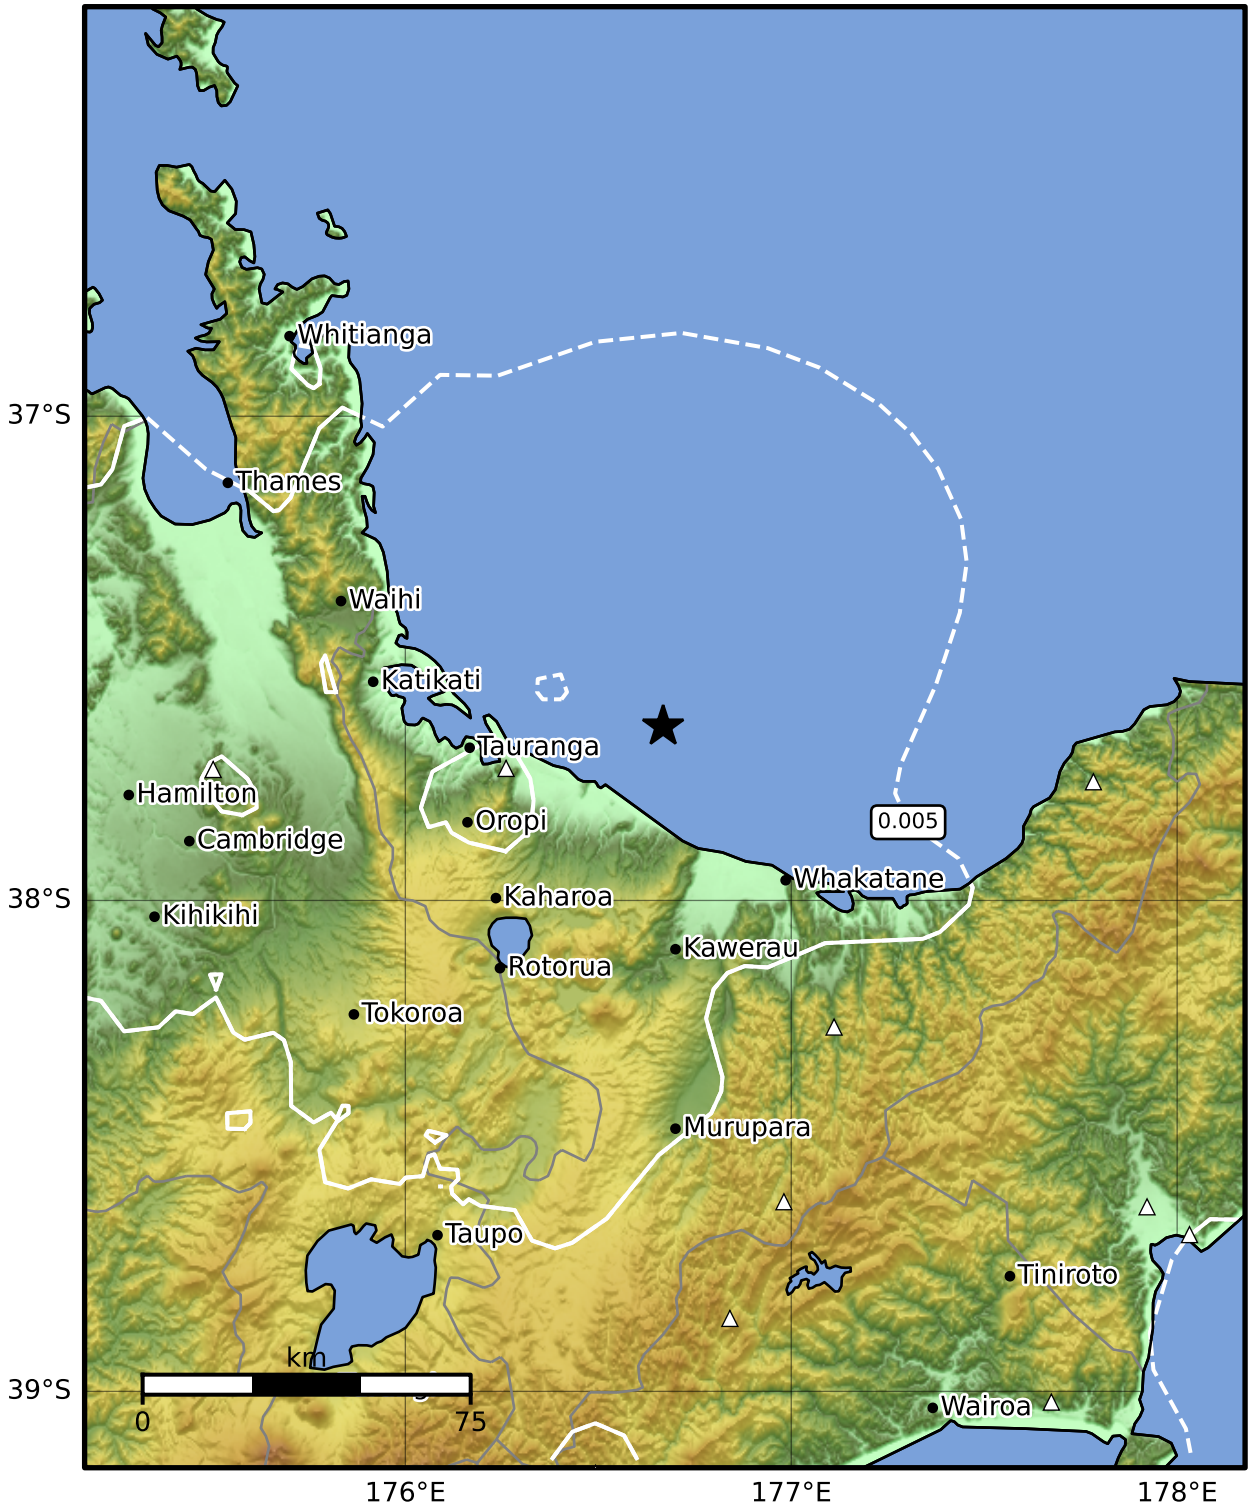 Whitianga
37°S
Thames
Waihi
Katikati
Tauranga
Hamilton
Oropi
0.005
Cambridge
Whakatane
38°S
Kaharoa
Kihikihi
Kawerau
Rotorua
Tokoroa
Murupara
Taupo
Tiniroto
km
39°S
Wairoa
0 75
176°E 177°E 178°E